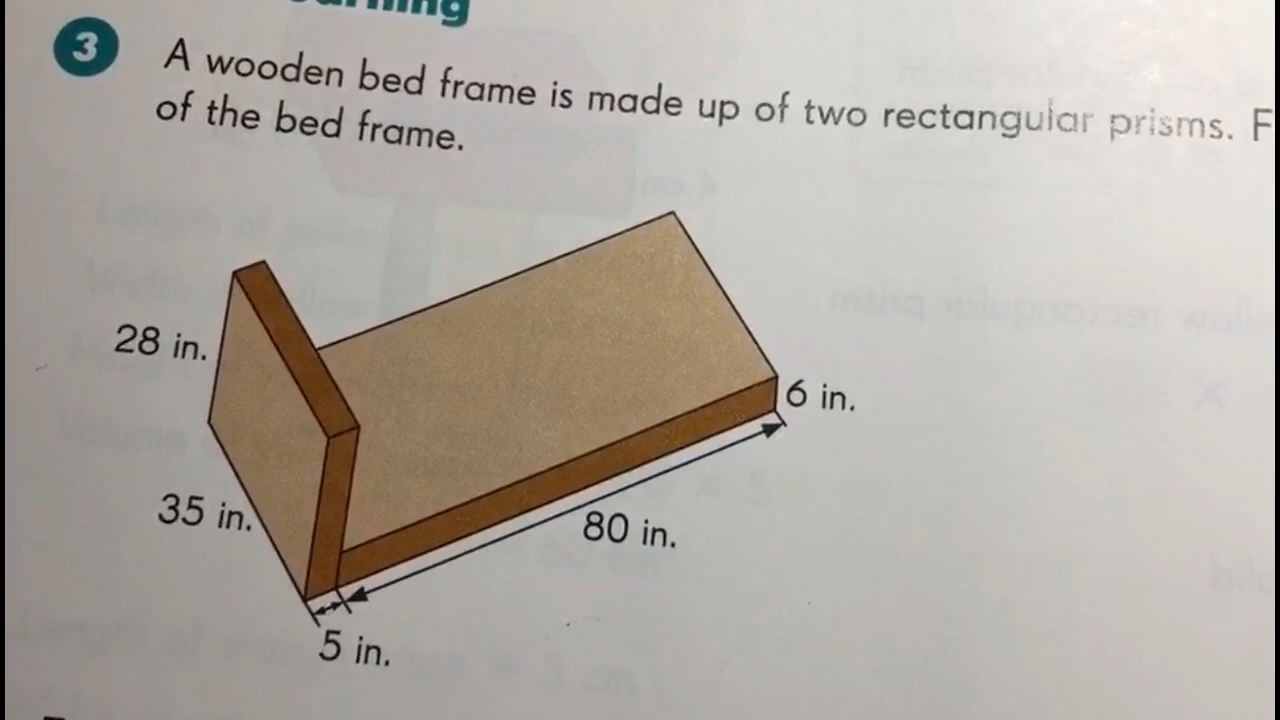 3
A wooden bed frame is made up of two rectangular prisms. F
of the bed frame.
28 in.
6 in.
35 in.
80 in.
5 in.